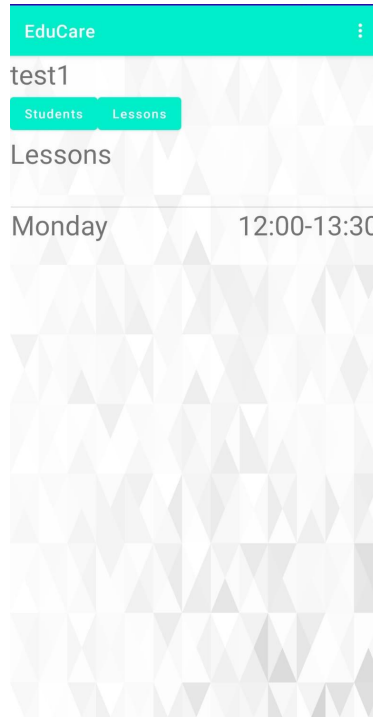 EduCare
test1
Students Lessons
Lessons
Monday 12:00-13:30